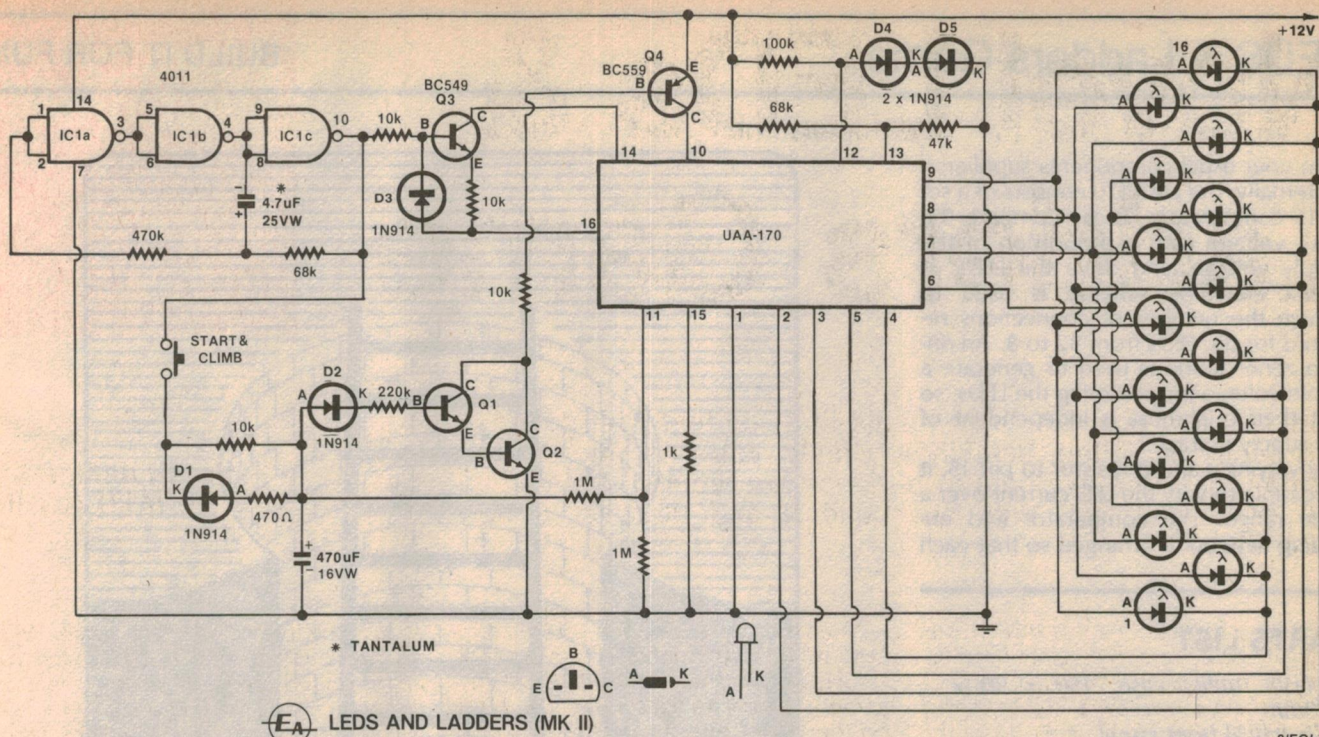 +12V
4011
1
2
14
7
3
IC1a
5
6
4
IC1b
9
8
10
IC1c
*
4.7uF
25VW
470k
68k
10k
BC549
Q3
B
C
E
10k
D3
1N914
Q4
BC559
B
E
C
100k
68k
47k
D4
D5
A
K
A
K
2 x 1N914
14
10
12
13
16
UAA-170
9
8
7
6
11
15
1
2
3
5
4
10k
START &
CLIMB
10k
D1
K
A
1N914
470Ω
D2
A
K
1N914
220k
B
C
E
Q1
B
C
E
Q2
+
470uF
16VW
1M
1M
1k
16
A
K
A
K
A
K
A
K
A
K
A
K
A
K
A
K
A
K
A
K
A
K
A
K
A
K
A
K
A
K
A
K
1
* TANTALUM
B
E
C
A
K
A
K
EA
LEDS AND LADDERS (MK II)